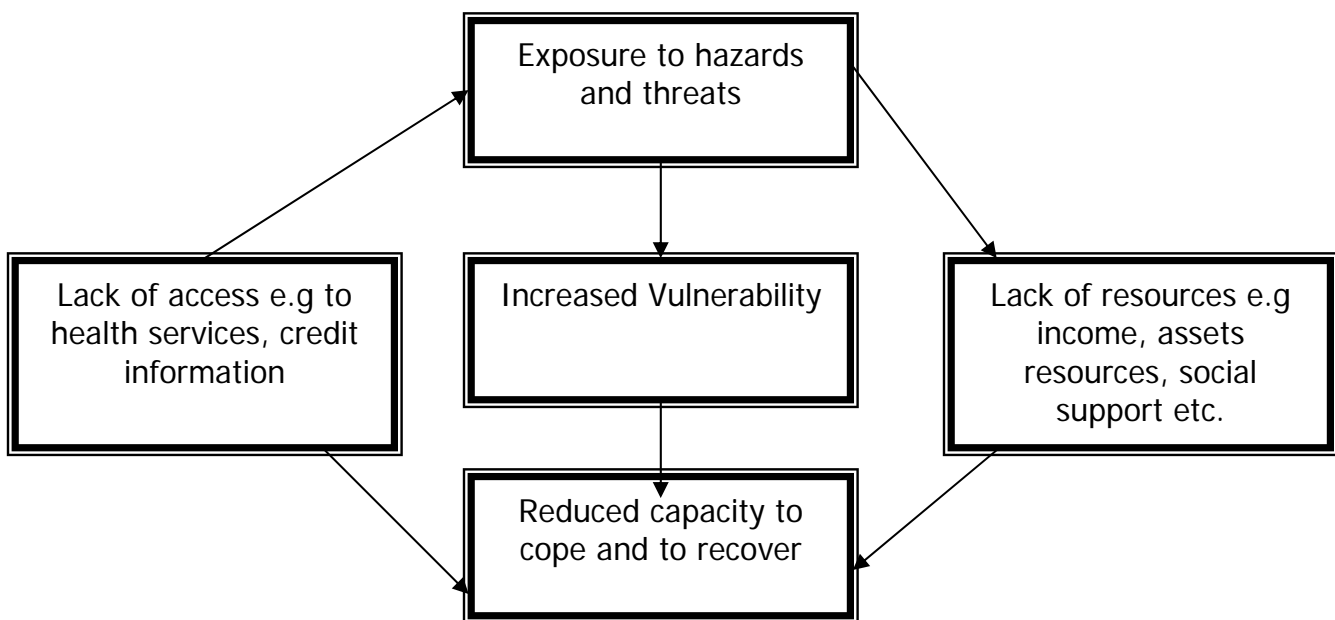 Exposure to hazards
and threats
Lack of access e.g to
health services, credit
information
Increased Vulnerability
Lack of resources e.g
income, assets
resources, social
support etc.
Reduced capacity to
cope and to recover